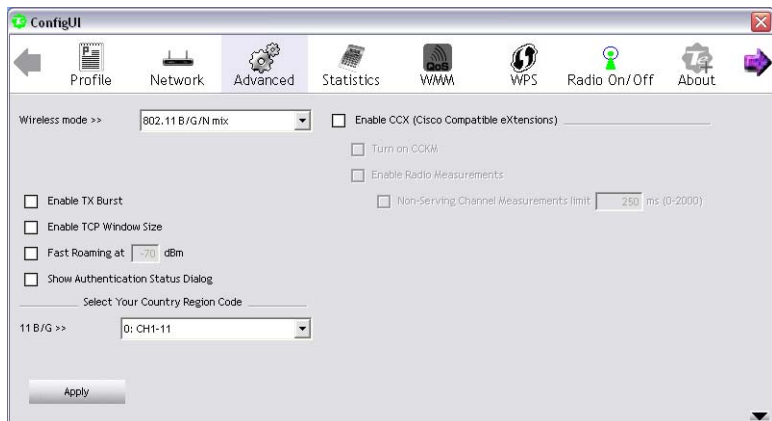 ConfigUI
Profile
Network
Advanced
Statistics
QoS
WMM
WPS
Radio On/Off
About
Wireless mode >>
802.11 B/G/N mix
Enable CCX (Cisco Compatible eXtensions)
Turn on CCKM
Enable Radio Measurements
Non-Serving Channel Measurements limit 250 ms (0-2000)
Enable TX Burst
Enable TCP Window Size
Fast Roaming at -70 dBm
Show Authentication Status Dialog
Select Your Country Region Code
11 B/G >>
0: CH1-11
Apply